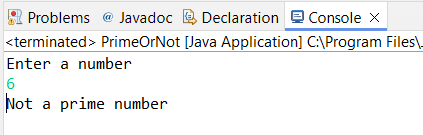 Problems Javadoc Declaration Console
<terminated> PrimeOrNot [Java Application] C:\Program Files\
Enter a number
6
Not a prime number